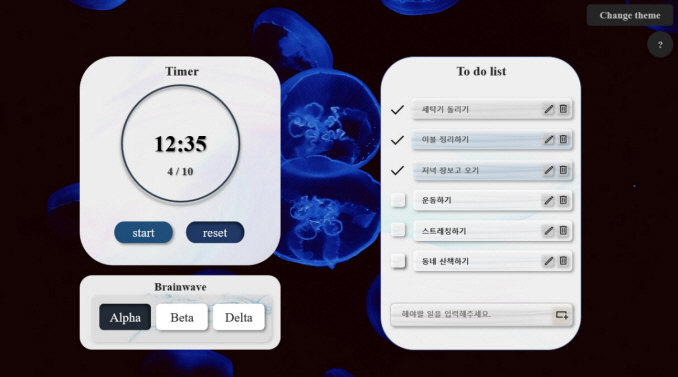 Change theme
?
Timer
12:35
4 / 10
start
reset
Brainwave
Alpha
Beta
Delta
To do list
세탁기 돌리기
이불 정리하기
저녁 장보고 오기
운동하기
스트레칭하기
동네 산책하기
해야할 일을 입력해주세요.